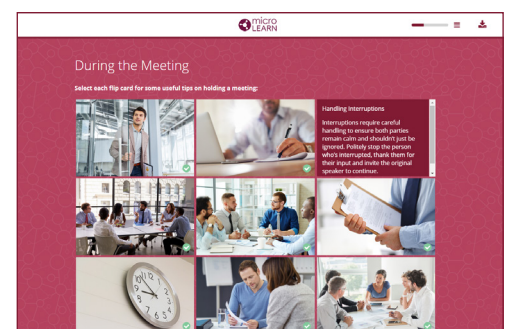 micro
LEARN
During the Meeting
Select each flip card for some useful tips on holding a meeting:
Handling Interruptions
Interruptions require careful
handling to ensure both parties
remain calm and shouldn't just be
ignored. Politely stop the person
who's interrupted, thank them for
their input and invite the original
speaker to continue.